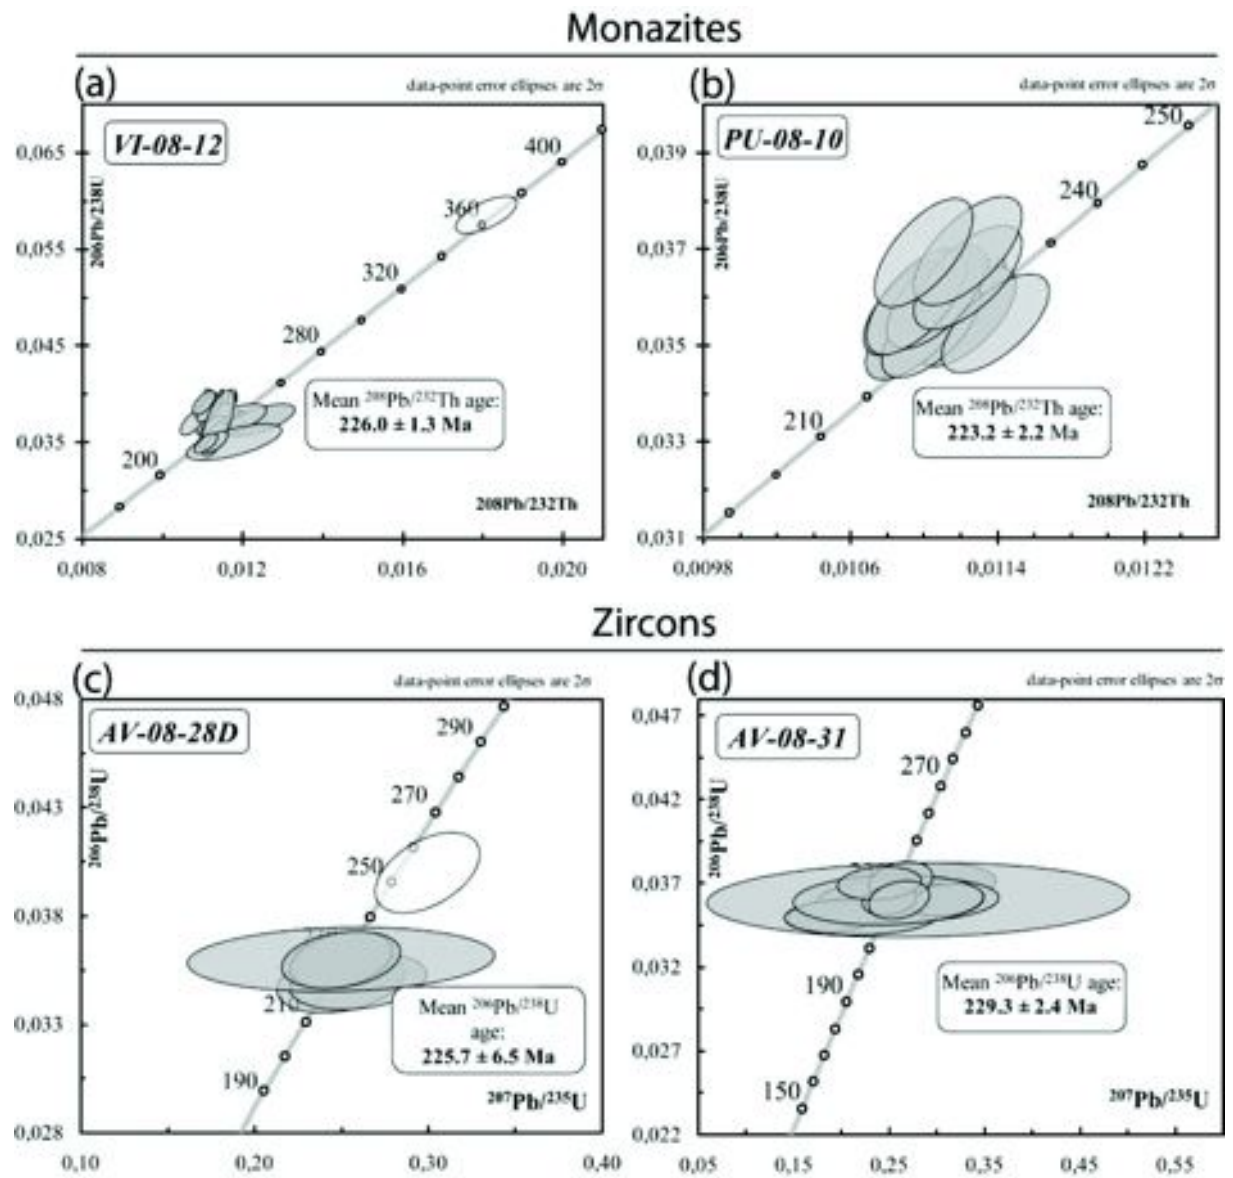 Monazites
(a)
data-point error ellipses are 2σ
VI-08-12
206Pb/238U
0,065
0,055
0,045
0,035
0,025
400
360
320
280
200
Mean ²⁰⁸Pb/²³²Th age:
226.0 ± 1.3 Ma
208Pb/232Th
0,008 0,012 0,016 0,020
(b)
data-point error ellipses are 2σ
PU-08-10
206Pb/238U
0,039
0,037
0,035
0,033
0,031
250
240
210
Mean ²⁰⁸Pb/²³²Th age:
223.2 ± 2.2 Ma
208Pb/232Th
0,0098 0,0106 0,0114 0,0122
Zircons
(c)
data-point error ellipses are 2σ
AV-08-28D
²⁰⁶Pb/²³⁸U
0,048
0,043
0,038
0,033
0,028
290
270
250
210
190
Mean ²⁰⁶Pb/²³⁸U
age:
225.7 ± 6.5 Ma
²⁰⁷Pb/²³⁵U
0,10 0,20 0,30 0,40
(d)
data-point error ellipses are 2σ
AV-08-31
²⁰⁶Pb/²³⁸U
0,047
0,042
0,037
0,032
0,027
0,022
270
190
150
Mean ²⁰⁶Pb/²³⁸U age:
229.3 ± 2.4 Ma
²⁰⁷Pb/²³⁵U
0,05 0,15 0,25 0,35 0,45 0,55